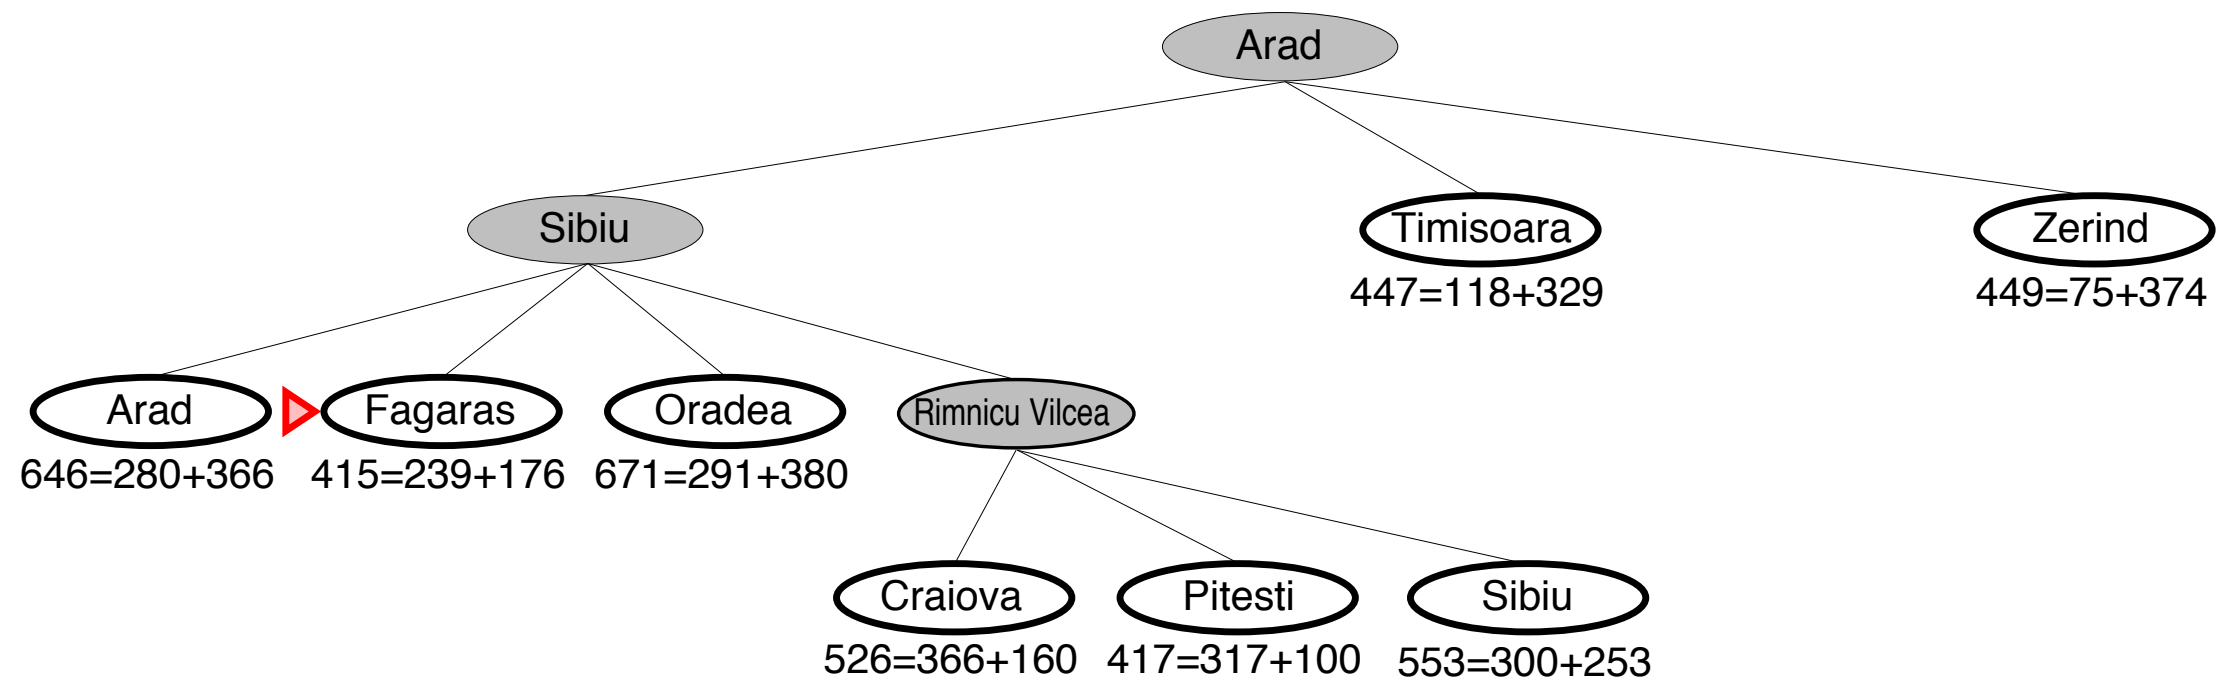 Arad
Sibiu
Timisoara
Zerind
447=118+329
449=75+374
Arad
Fagaras
Oradea
Rimnicu Vilcea
646=280+366
415=239+176
671=291+380
Craiova
Pitesti
Sibiu
526=366+160
417=317+100
553=300+253